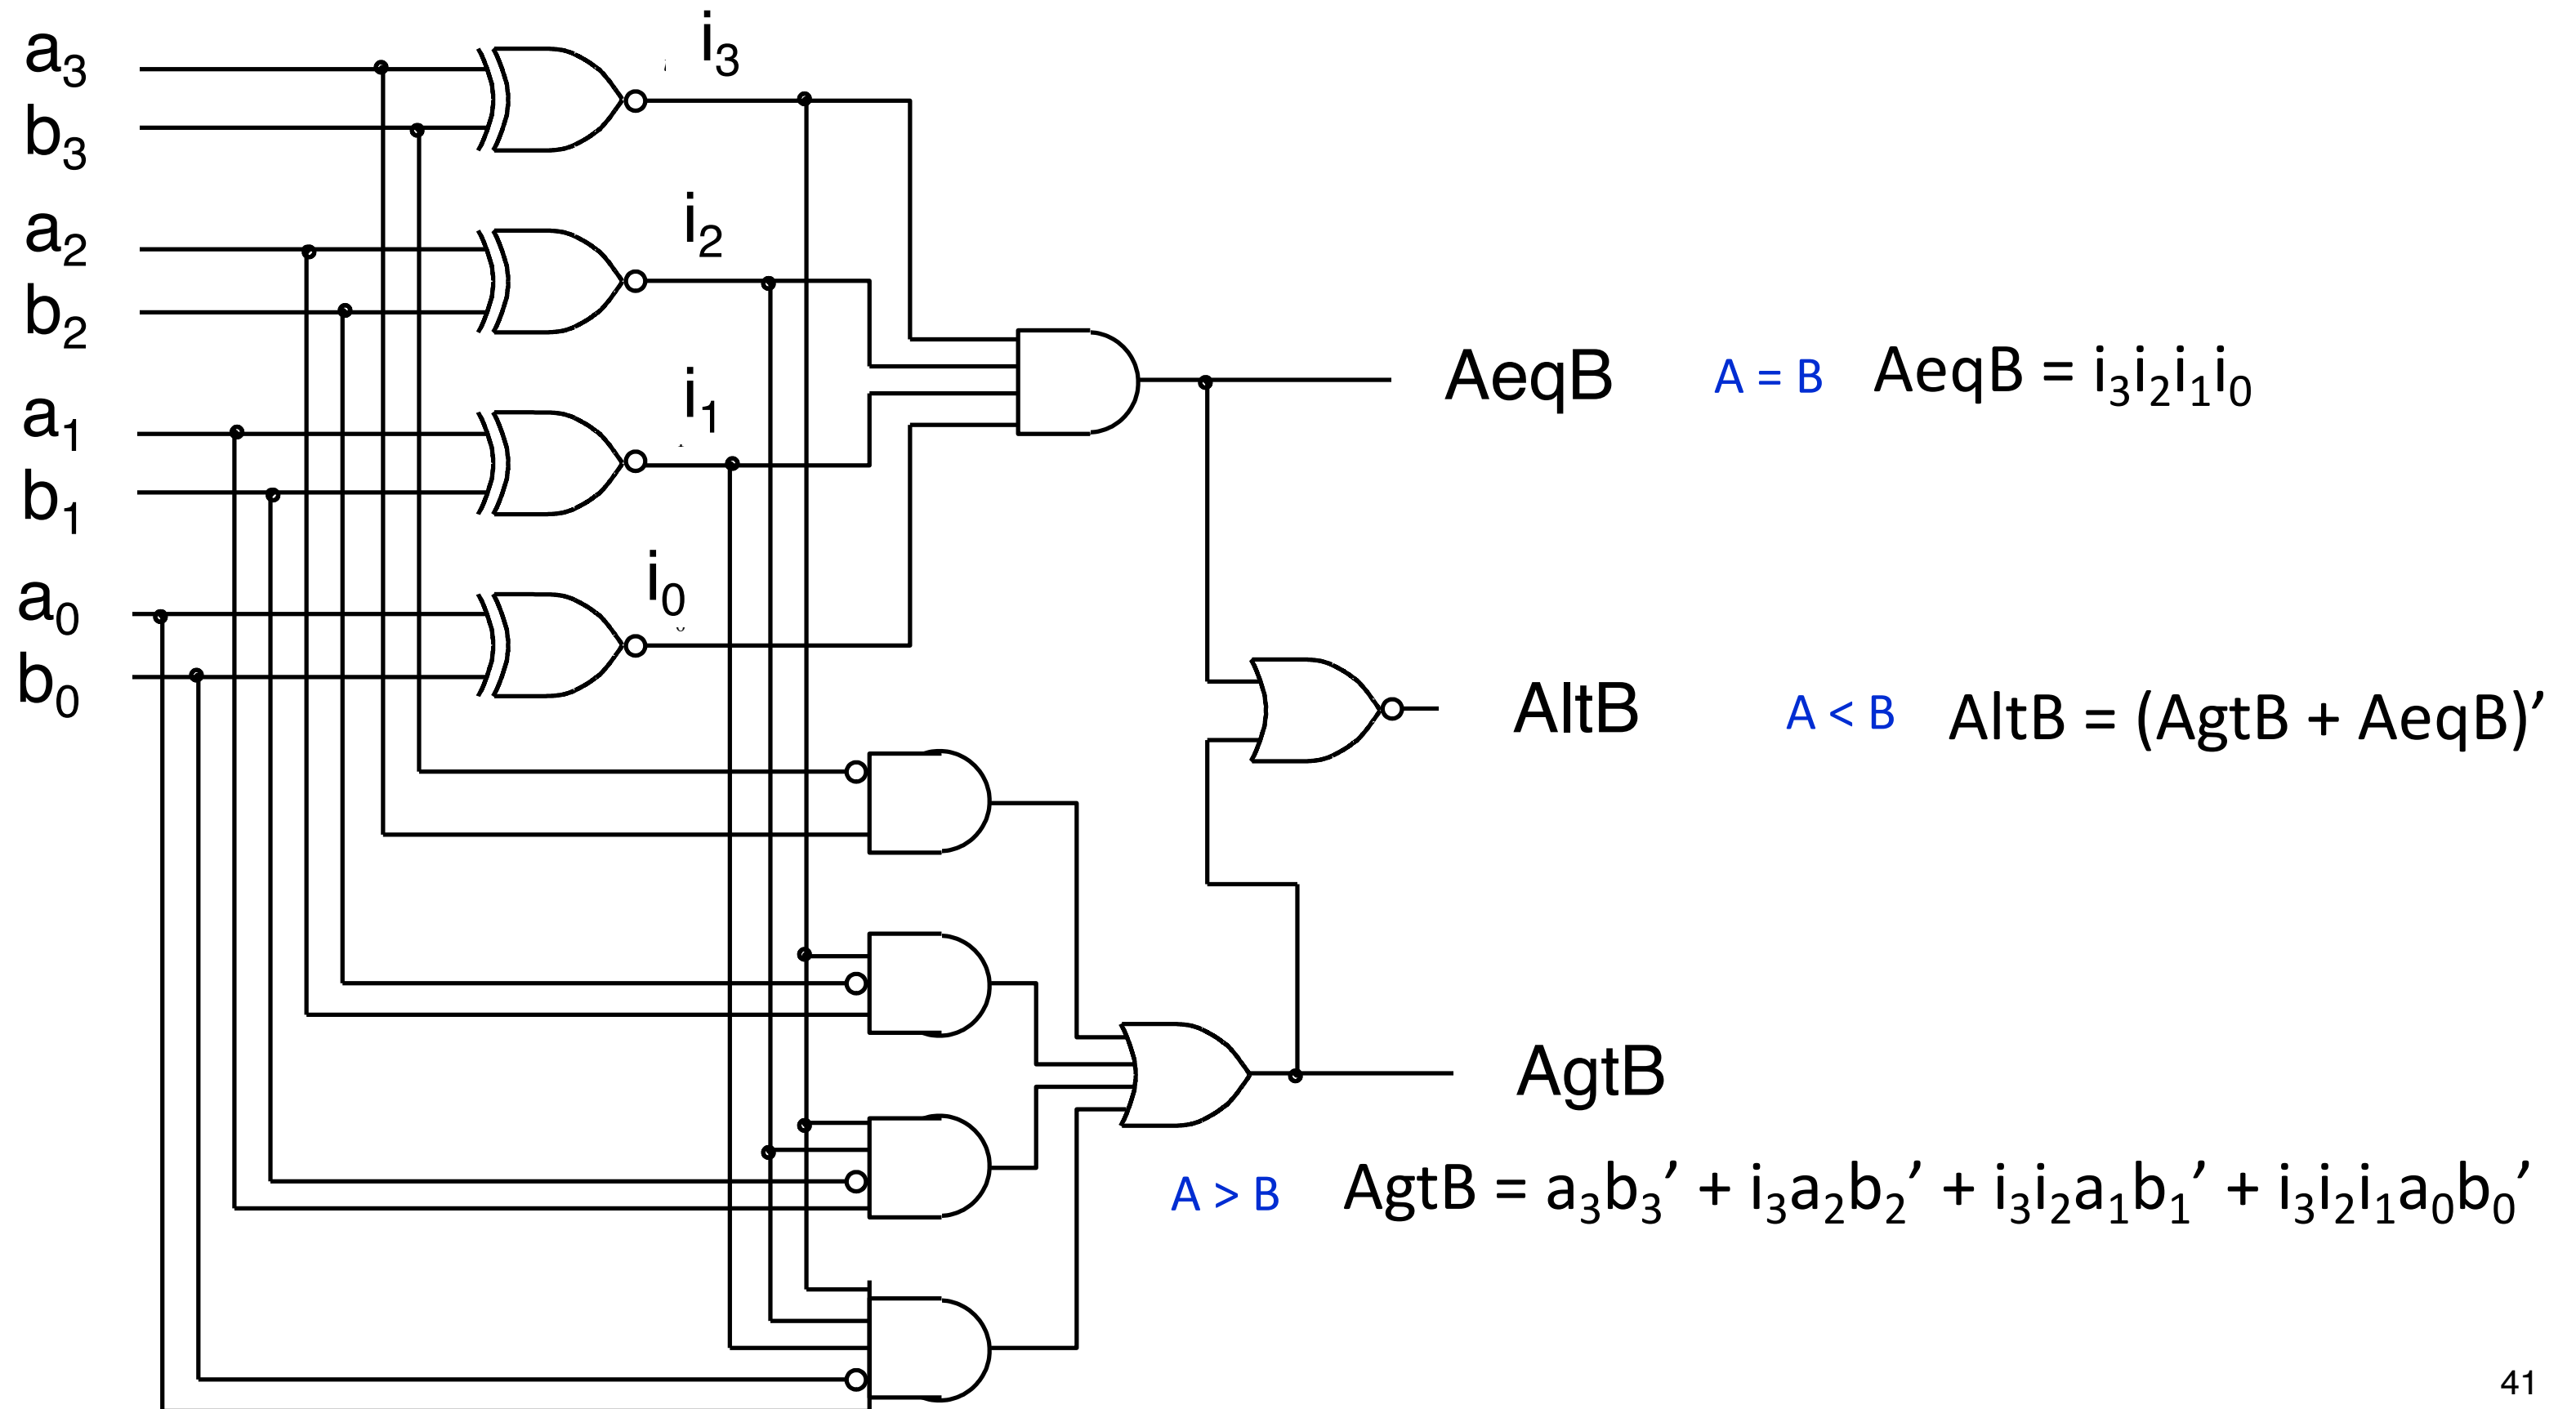 a₃
b₃
i₃
a₂
b₂
i₂
a₁
b₁
i₁
a₀
b₀
i₀
AeqB A = B AeqB = i₃i₂i₁i₀
AltB A < B AltB = (AgtB + AeqB)’
AgtB
A > B AgtB = a₃b₃’ + i₃a₂b₂’ + i₃i₂a₁b₁’ + i₃i₂i₁a₀b₀’
41